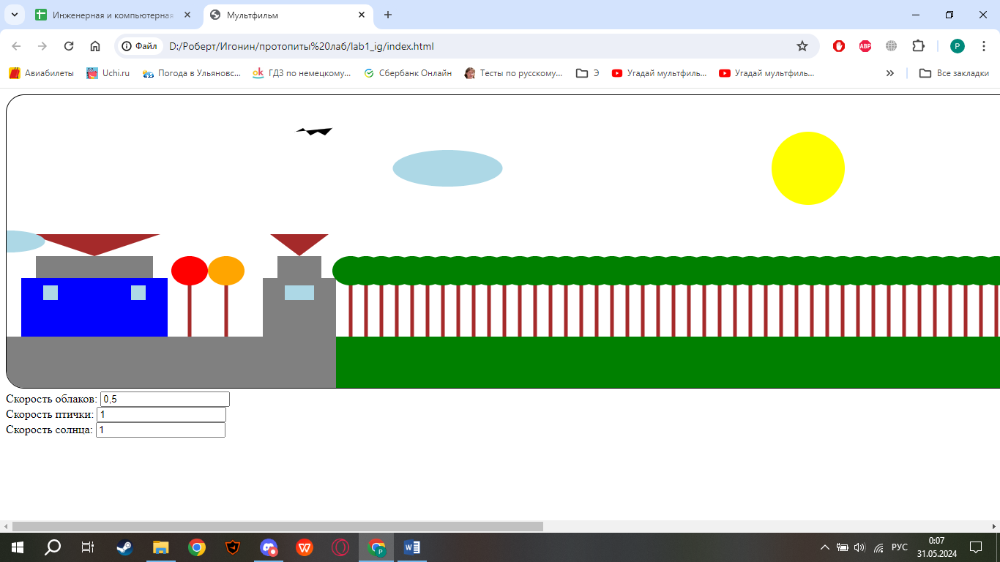 Инженерная и компьютерная
Мультфильм
Файл
D:/Роберт/Игонин/протопиты%20лаб/lab1_ig/index.html
ABP
P
Авиабилеты
Uchi.ru
ok
ГДЗ по немецкому...
Погода в Ульяновс...
Сбербанк Онлайн
Тесты по русскому...
Э
Угадай мультфиль...
Угадай мультфиль...
Все закладки
Скорость облаков: 0,5
Скорость птички: 1
Скорость солнца: 1
P
W
РУС
0:07
31.05.2024